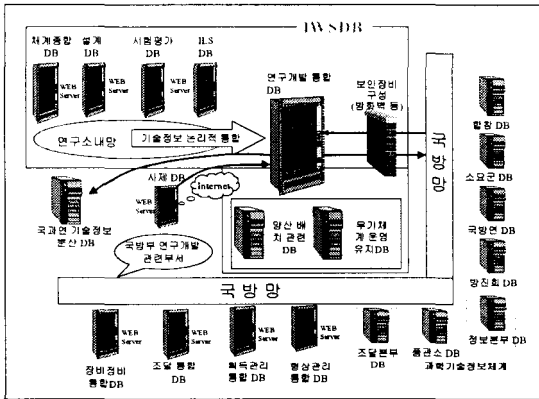 IWSDB
체계종합 DB
설계 DB
시험평가 DB
ILS DB
WEB Server
WEB Server
WEB Server
WEB Server
연구개발 통합 DB
보안장비 구성 (방화벽 등)
연구소내망
기술정보 논리적 통합
국방망
합참 DB
소요군 DB
국방연 DB
방진회 DB
정보본부 DB
사제 DB
Internet
WEB Server
국과연 기술정보 분산 DB
양산 배치 관련 DB
무기체계 운영 유지DB
국방부 연구개발 관련부서
국방망
WEB Server
WEB Server
WEB Server
WEB Server
장비정비 통합DB
조달 통합 DB
획득관리 통합 DB
형상관리 통합 DB
조달본부 DB
품관소 DB
과학기술정보체계